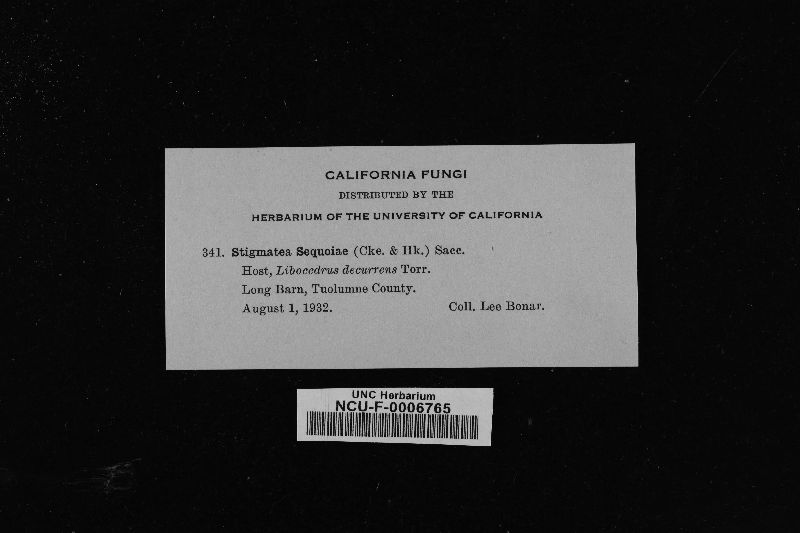 CALIFORNIA FUNGI
DISTRIBUTED BY THE
HERBARIUM OF THE UNIVERSITY OF CALIFORNIA
341. Stigmatea Sequoiae (Cke. & Hk.) Sacc.
Host, Libocedrus decurrens Torr.
Long Barn, Tuolumne County.
August 1, 1932. Coll. Lee Bonar.
UNC Herbarium
NCU-F-0006765